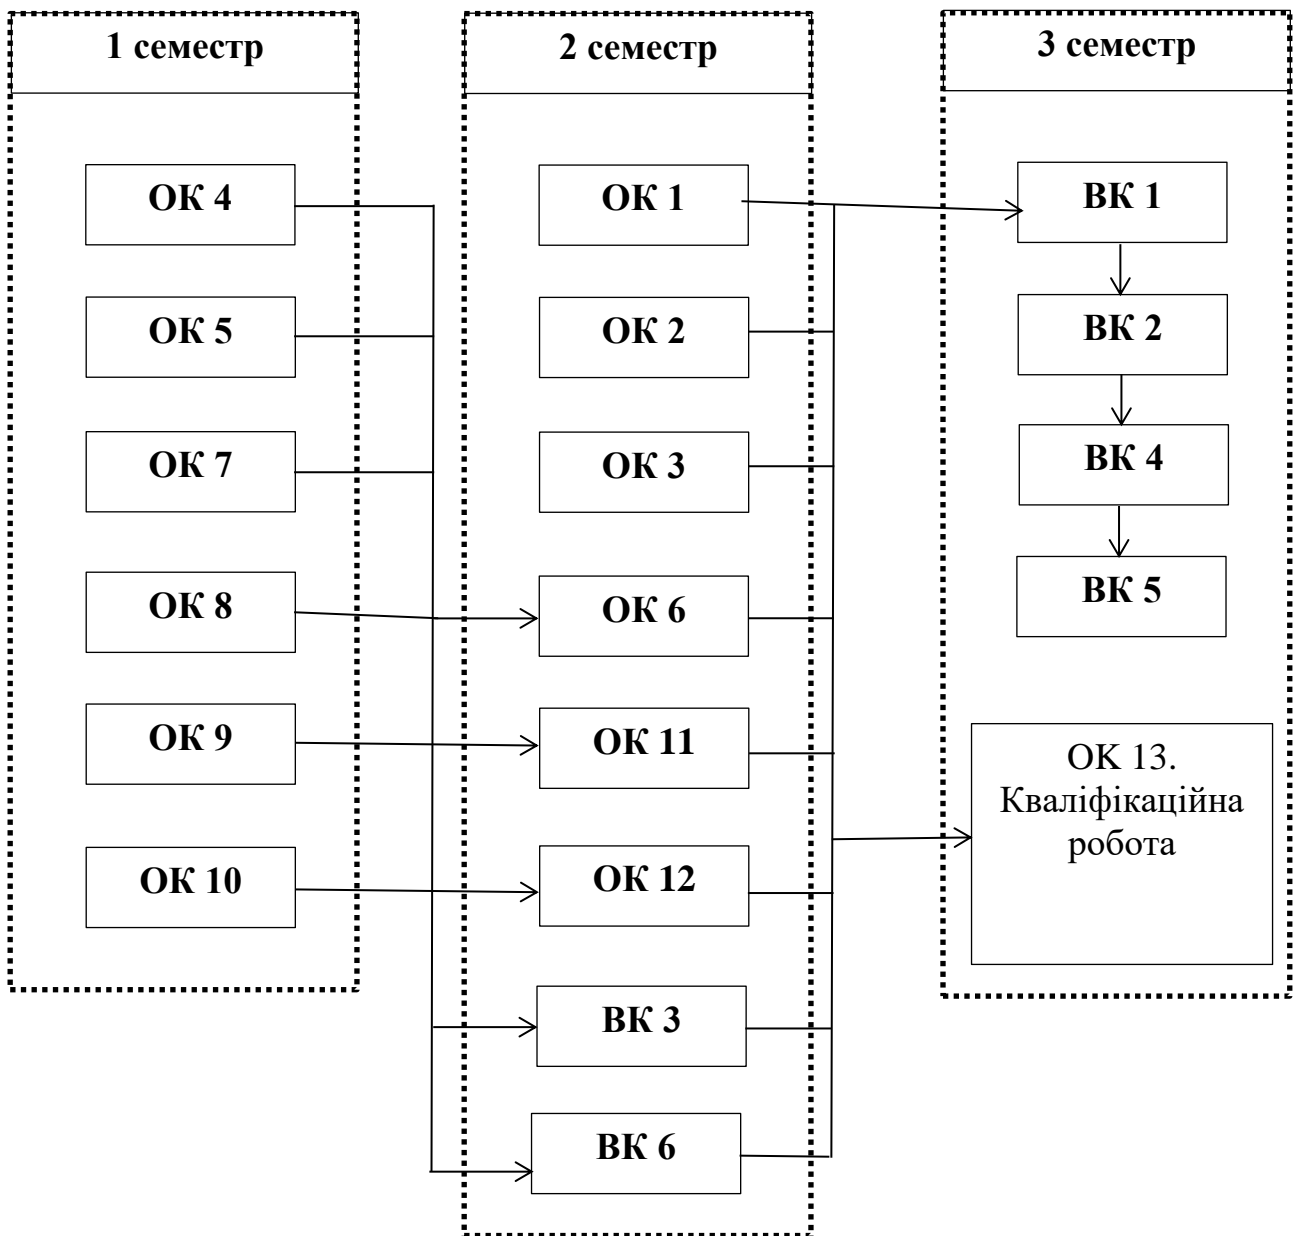 1 семестр
2 семестр
3 семестр
ОК 4
ОК 5
ОК 7
ОК 8
ОК 9
ОК 10
ОК 1
ОК 2
ОК 3
ОК 6
ОК 11
ОК 12
ВК 3
ВК 6
ВК 1
ВК 2
ВК 4
ВК 5
ОК 13.
Кваліфікаційна
робота